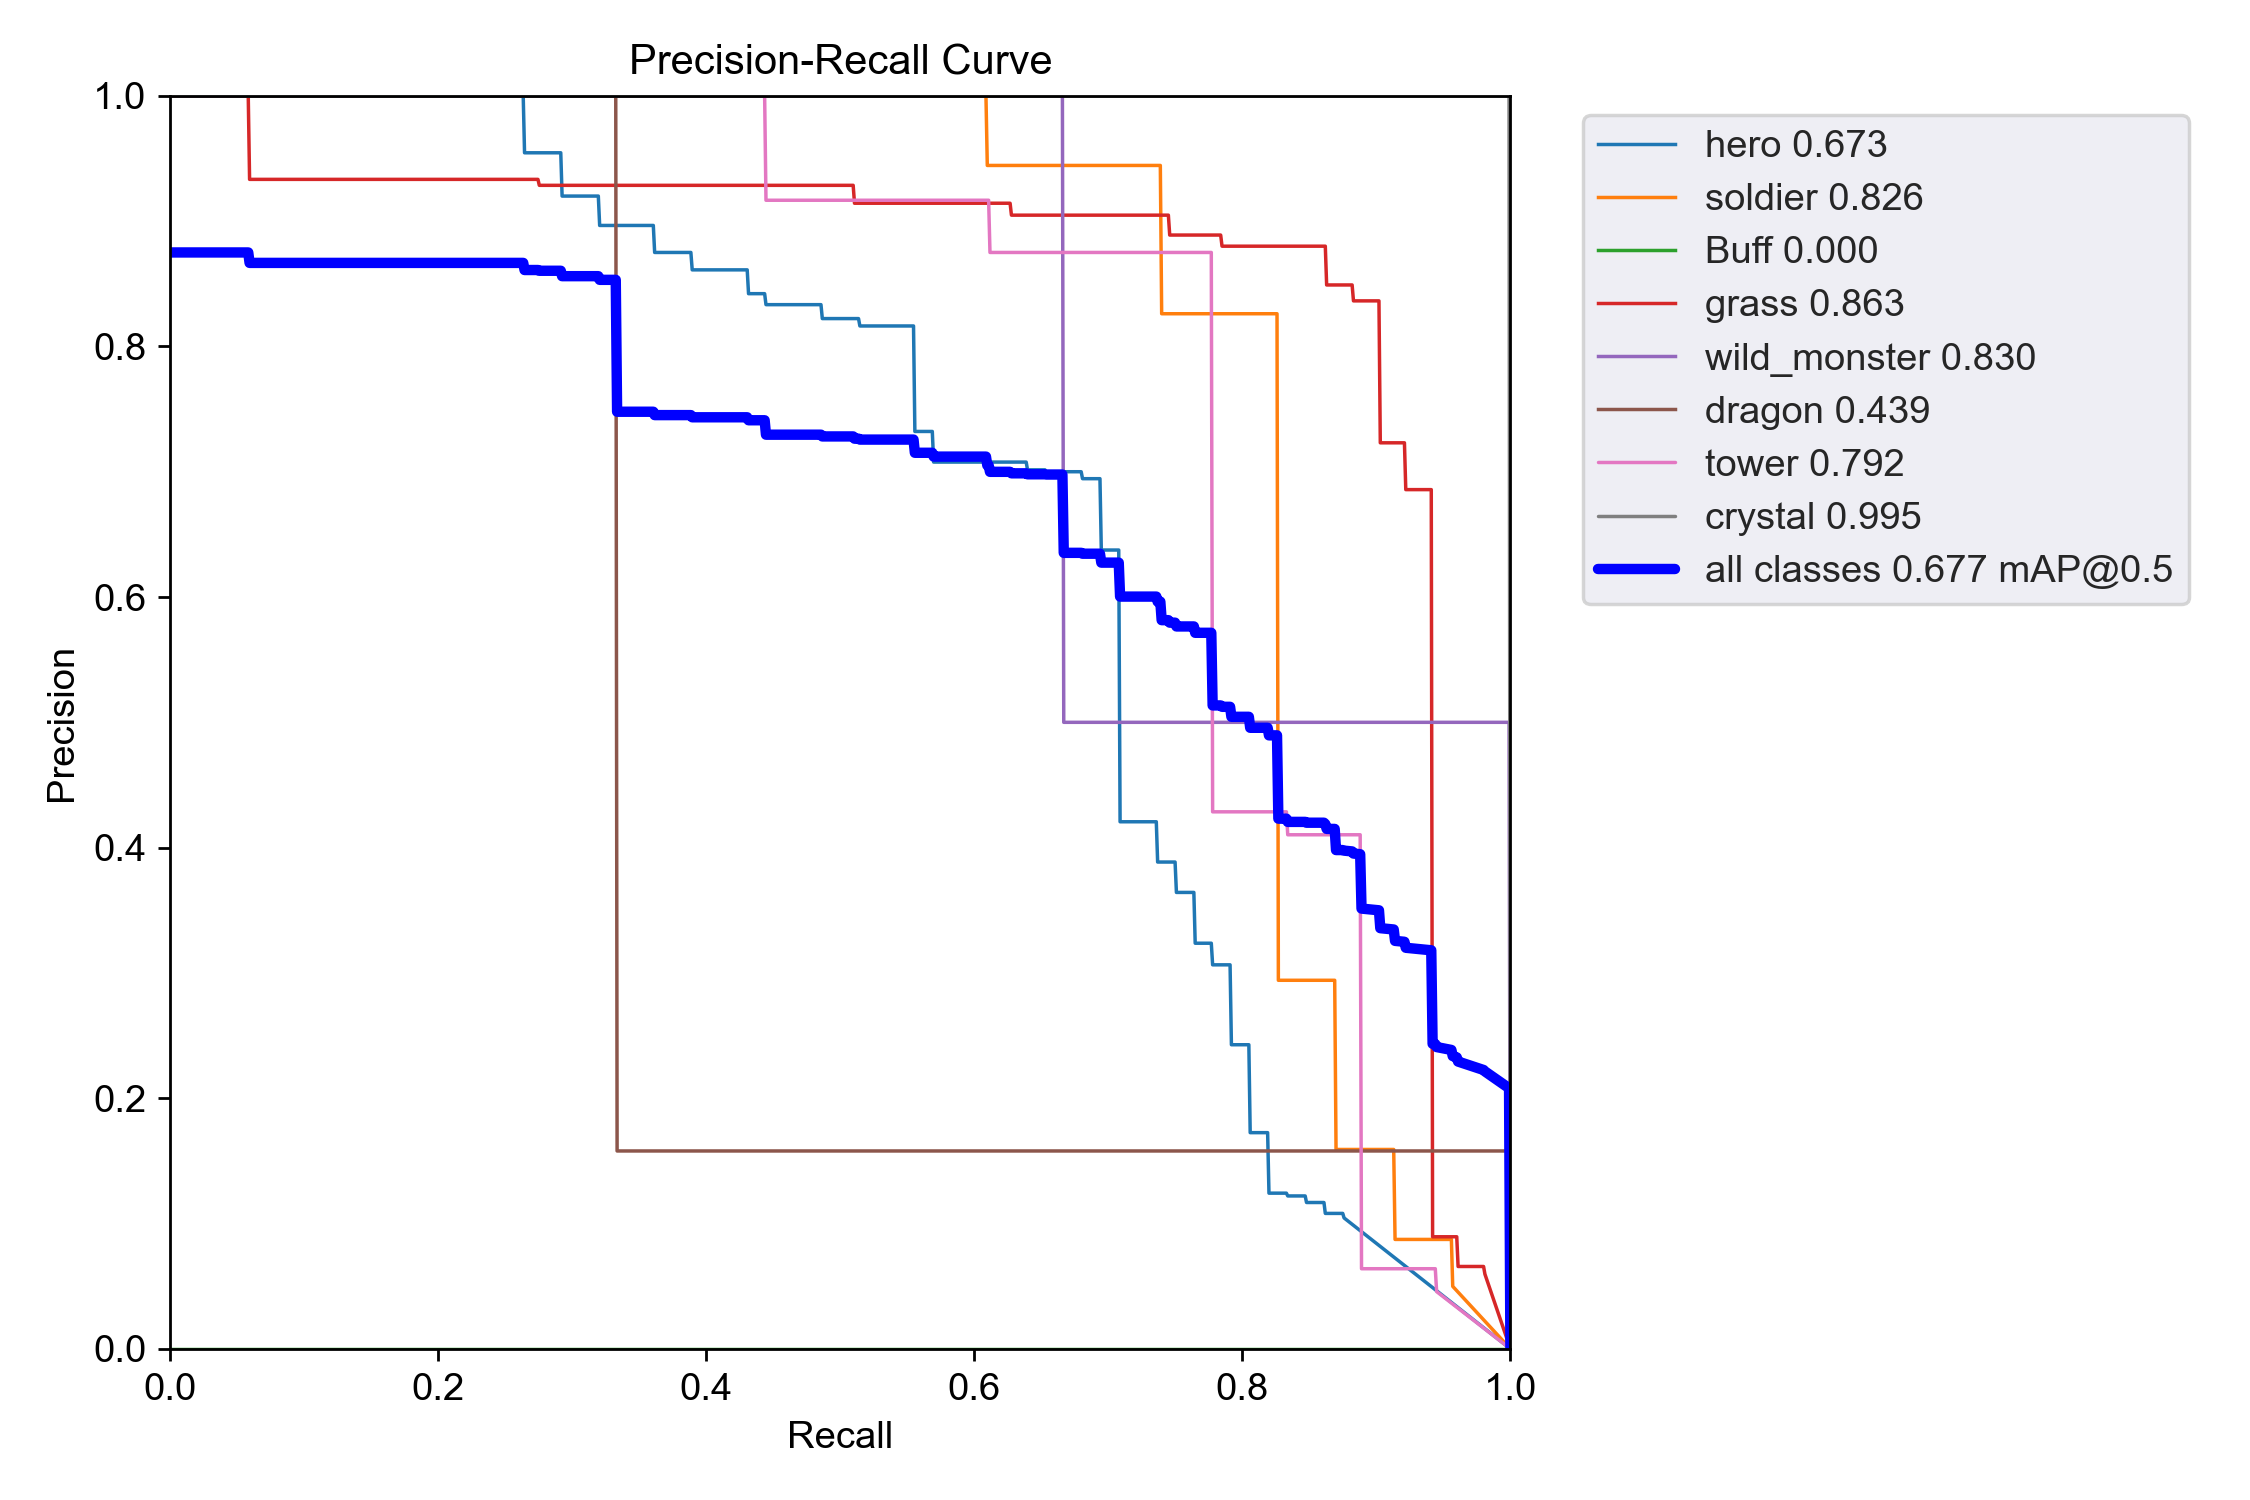 Precision-Recall Curve
1.0
0.8
0.6
0.4
0.2
0.0
Precision
0.0 0.2 0.4 0.6 0.8 1.0
Recall
hero 0.673
soldier 0.826
Buff 0.000
grass 0.863
wild_monster 0.830
dragon 0.439
tower 0.792
crystal 0.995
all classes 0.677 mAP@0.5